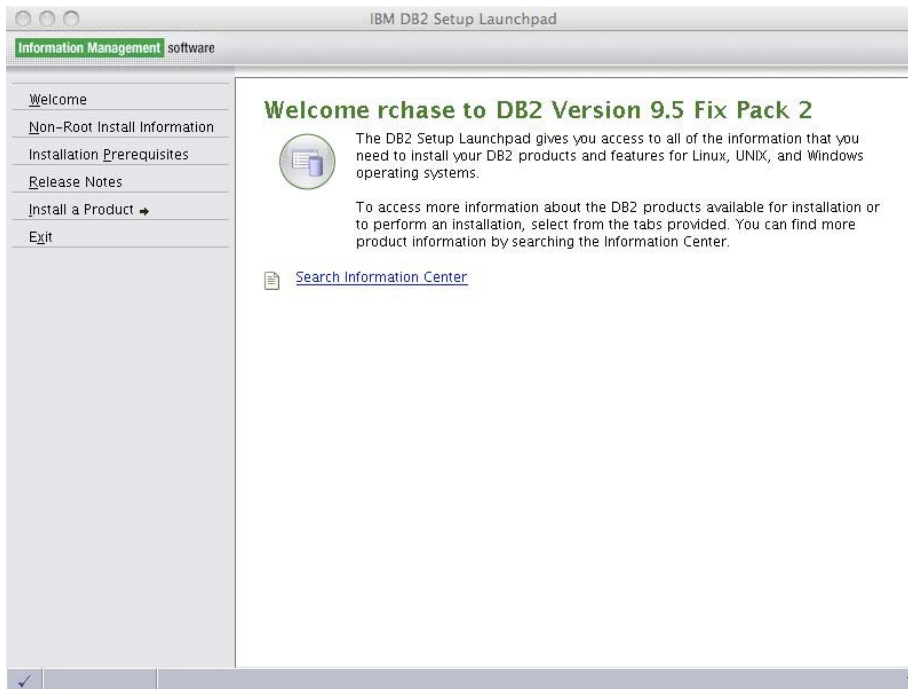 IBM DB2 Setup Launchpad
Information Management software
Welcome
Non-Root Install Information
Installation Prerequisites
Release Notes
Install a Product
Exit
Welcome rchase to DB2 Version 9.5 Fix Pack 2
The DB2 Setup Launchpad gives you access to all of the information that you
need to install your DB2 products and features for Linux, UNIX, and Windows
operating systems.
To access more information about the DB2 products available for installation or
to perform an installation, select from the tabs provided. You can find more
product information by searching the Information Center.
Search Information Center